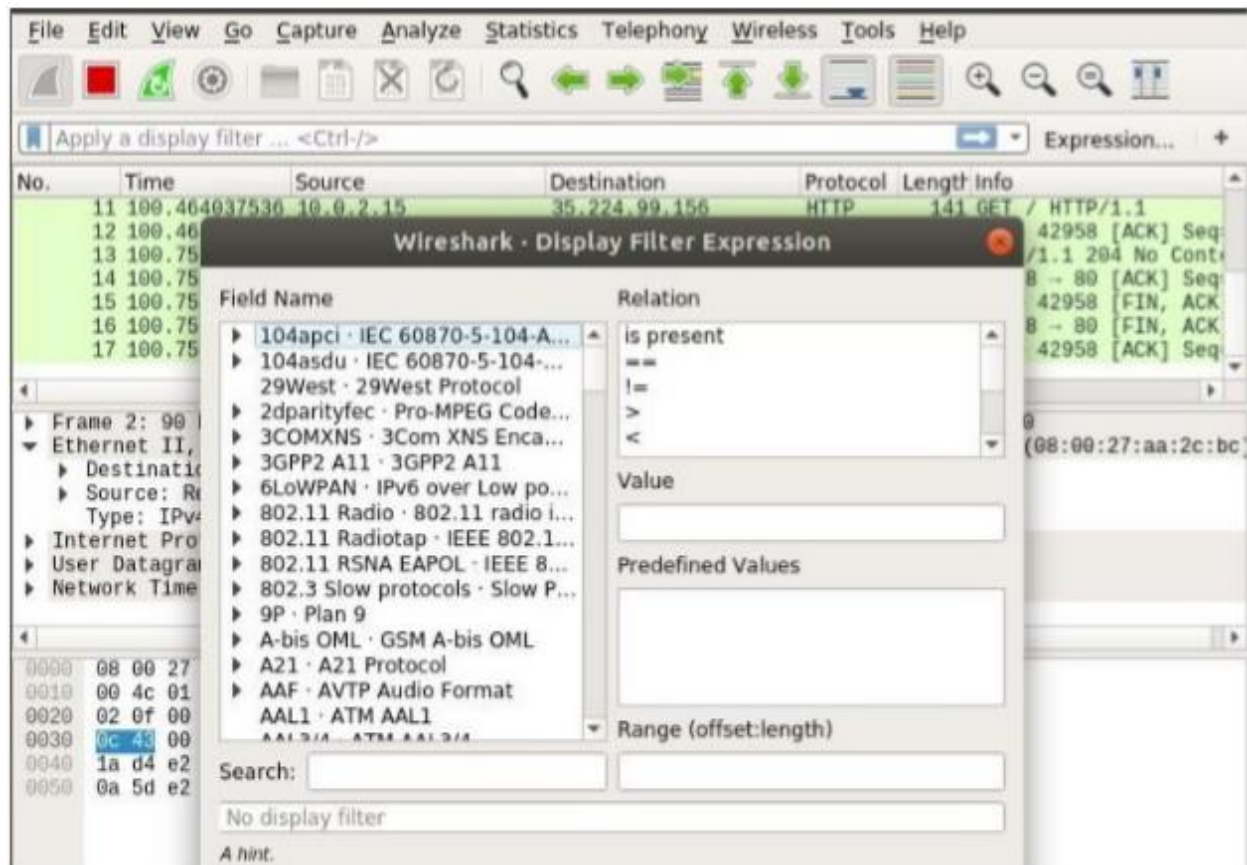 File Edit View Go Capture Analyze Statistics Telephony Wireless Tools Help
Apply a display filter ... <Ctrl-/>
Expression... +
No. Time Source Destination Protocol Length Info
11 100.464037536 10.0.2.15 35.224.99.156 HTTP 141 GET / HTTP/1.1
12 100.46 42958 [ACK] Seq
13 100.75 /1.1 204 No Conte
14 100.75 8 → 80 [ACK] Seq
15 100.75 42958 [FIN, ACK
16 100.75 8 → 80 [FIN, ACK
17 100.75 42958 [ACK] Seq
Wireshark · Display Filter Expression
Field Name
104apci · IEC 60870-5-104-A...
104asdu · IEC 60870-5-104-...
29West · 29West Protocol
2dparityfec · Pro-MPEG Code...
3COMXNS · 3Com XNS Enca...
3GPP2 A11 · 3GPP2 A11
6LoWPAN · IPv6 over Low po...
802.11 Radio · 802.11 radio i...
802.11 Radiotap · IEEE 802.1...
802.11 RSNA EAPOL · IEEE 8...
802.3 Slow protocols · Slow P...
9P · Plan 9
A-bis OML · GSM A-bis OML
A21 · A21 Protocol
AAF · AVTP Audio Format
AAL1 · ATM AAL1
AAL3/4 · ATM AAL3/4
Search:
No display filter
A hint.
Relation
is present
==
!=
>
<
Value
Predefined Values
Range (offset:length)
Frame 2: 90
Ethernet II, (08:00:27:aa:2c:bc)
Destinatio
Source: Re
Type: IPv4
Internet Pro
User Datagra
Network Time
0000 08 00 27
0010 00 4c 01
0020 02 0f 00
0030 0c 43 00
0040 1a d4 e2
0050 0a 5d e2